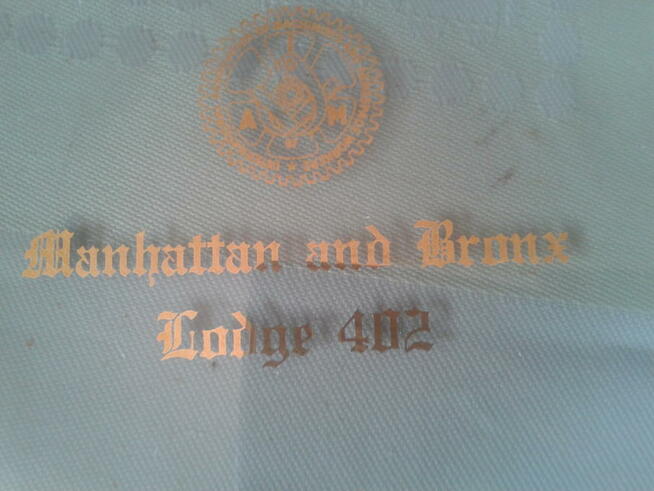 I
A M
Manhattan and Bronx
Lodge 402